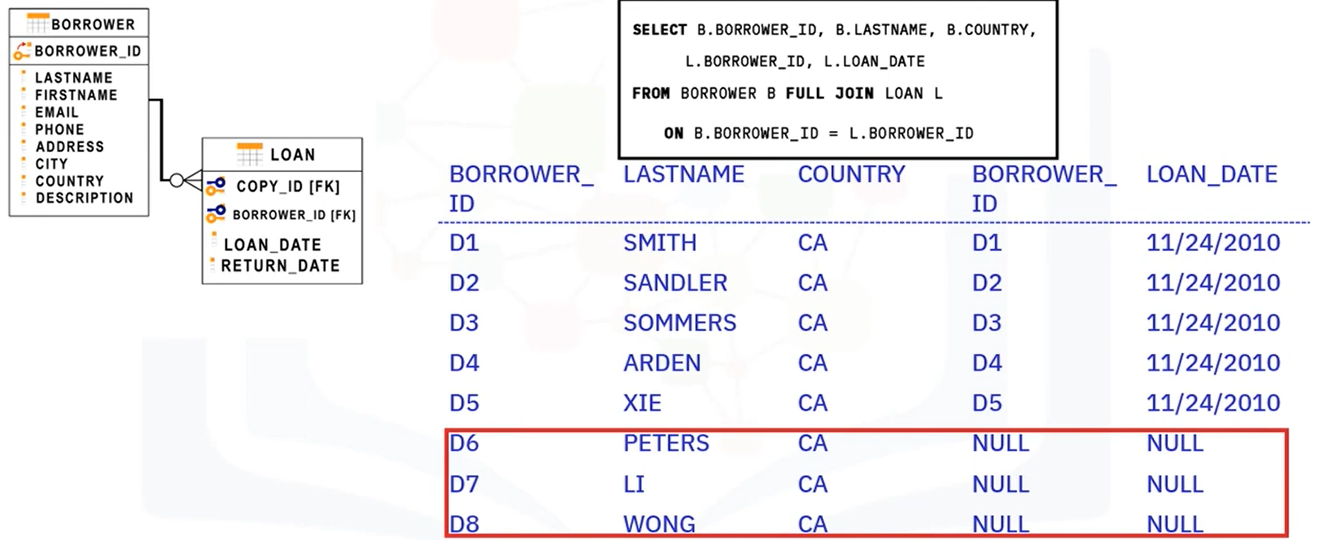 BORROWER
BORROWER_ID
LASTNAME
FIRSTNAME
EMAIL
PHONE
ADDRESS
CITY
COUNTRY
DESCRIPTION
LOAN
COPY_ID [FK]
BORROWER_ID [FK]
LOAN_DATE
RETURN_DATE
SELECT B.BORROWER_ID, B.LASTNAME, B.COUNTRY,
L.BORROWER_ID, L.LOAN_DATE
FROM BORROWER B FULL JOIN LOAN L
ON B.BORROWER_ID = L.BORROWER_ID
BORROWER_ LASTNAME COUNTRY BORROWER_ LOAN_DATE
ID ID
D1 SMITH CA D1 11/24/2010
D2 SANDLER CA D2 11/24/2010
D3 SOMMERS CA D3 11/24/2010
D4 ARDEN CA D4 11/24/2010
D5 XIE CA D5 11/24/2010
D6 PETERS CA NULL NULL
D7 LI CA NULL NULL
D8 WONG CA NULL NULL